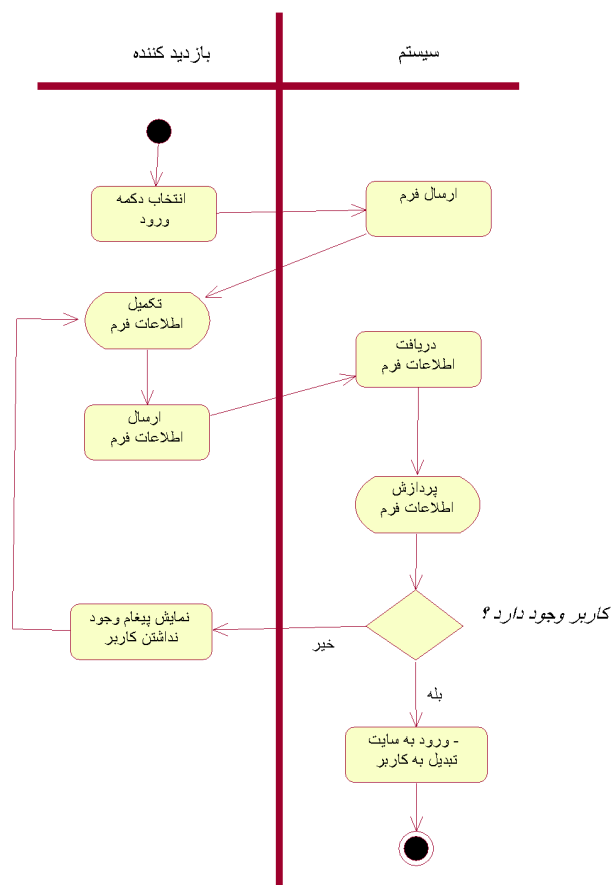 بازدید کننده
سیستم
انتخاب دکمه
ورود
ارسال فرم
تکمیل
اطلاعات فرم
دریافت
اطلاعات فرم
ارسال
اطلاعات فرم
پردازش
اطلاعات فرم
کاربر وجود دارد ؟
نمایش پیغام وجود
نداشتن کاربر
خیر
بله
ورود به سایت -
تبدیل به کاربر